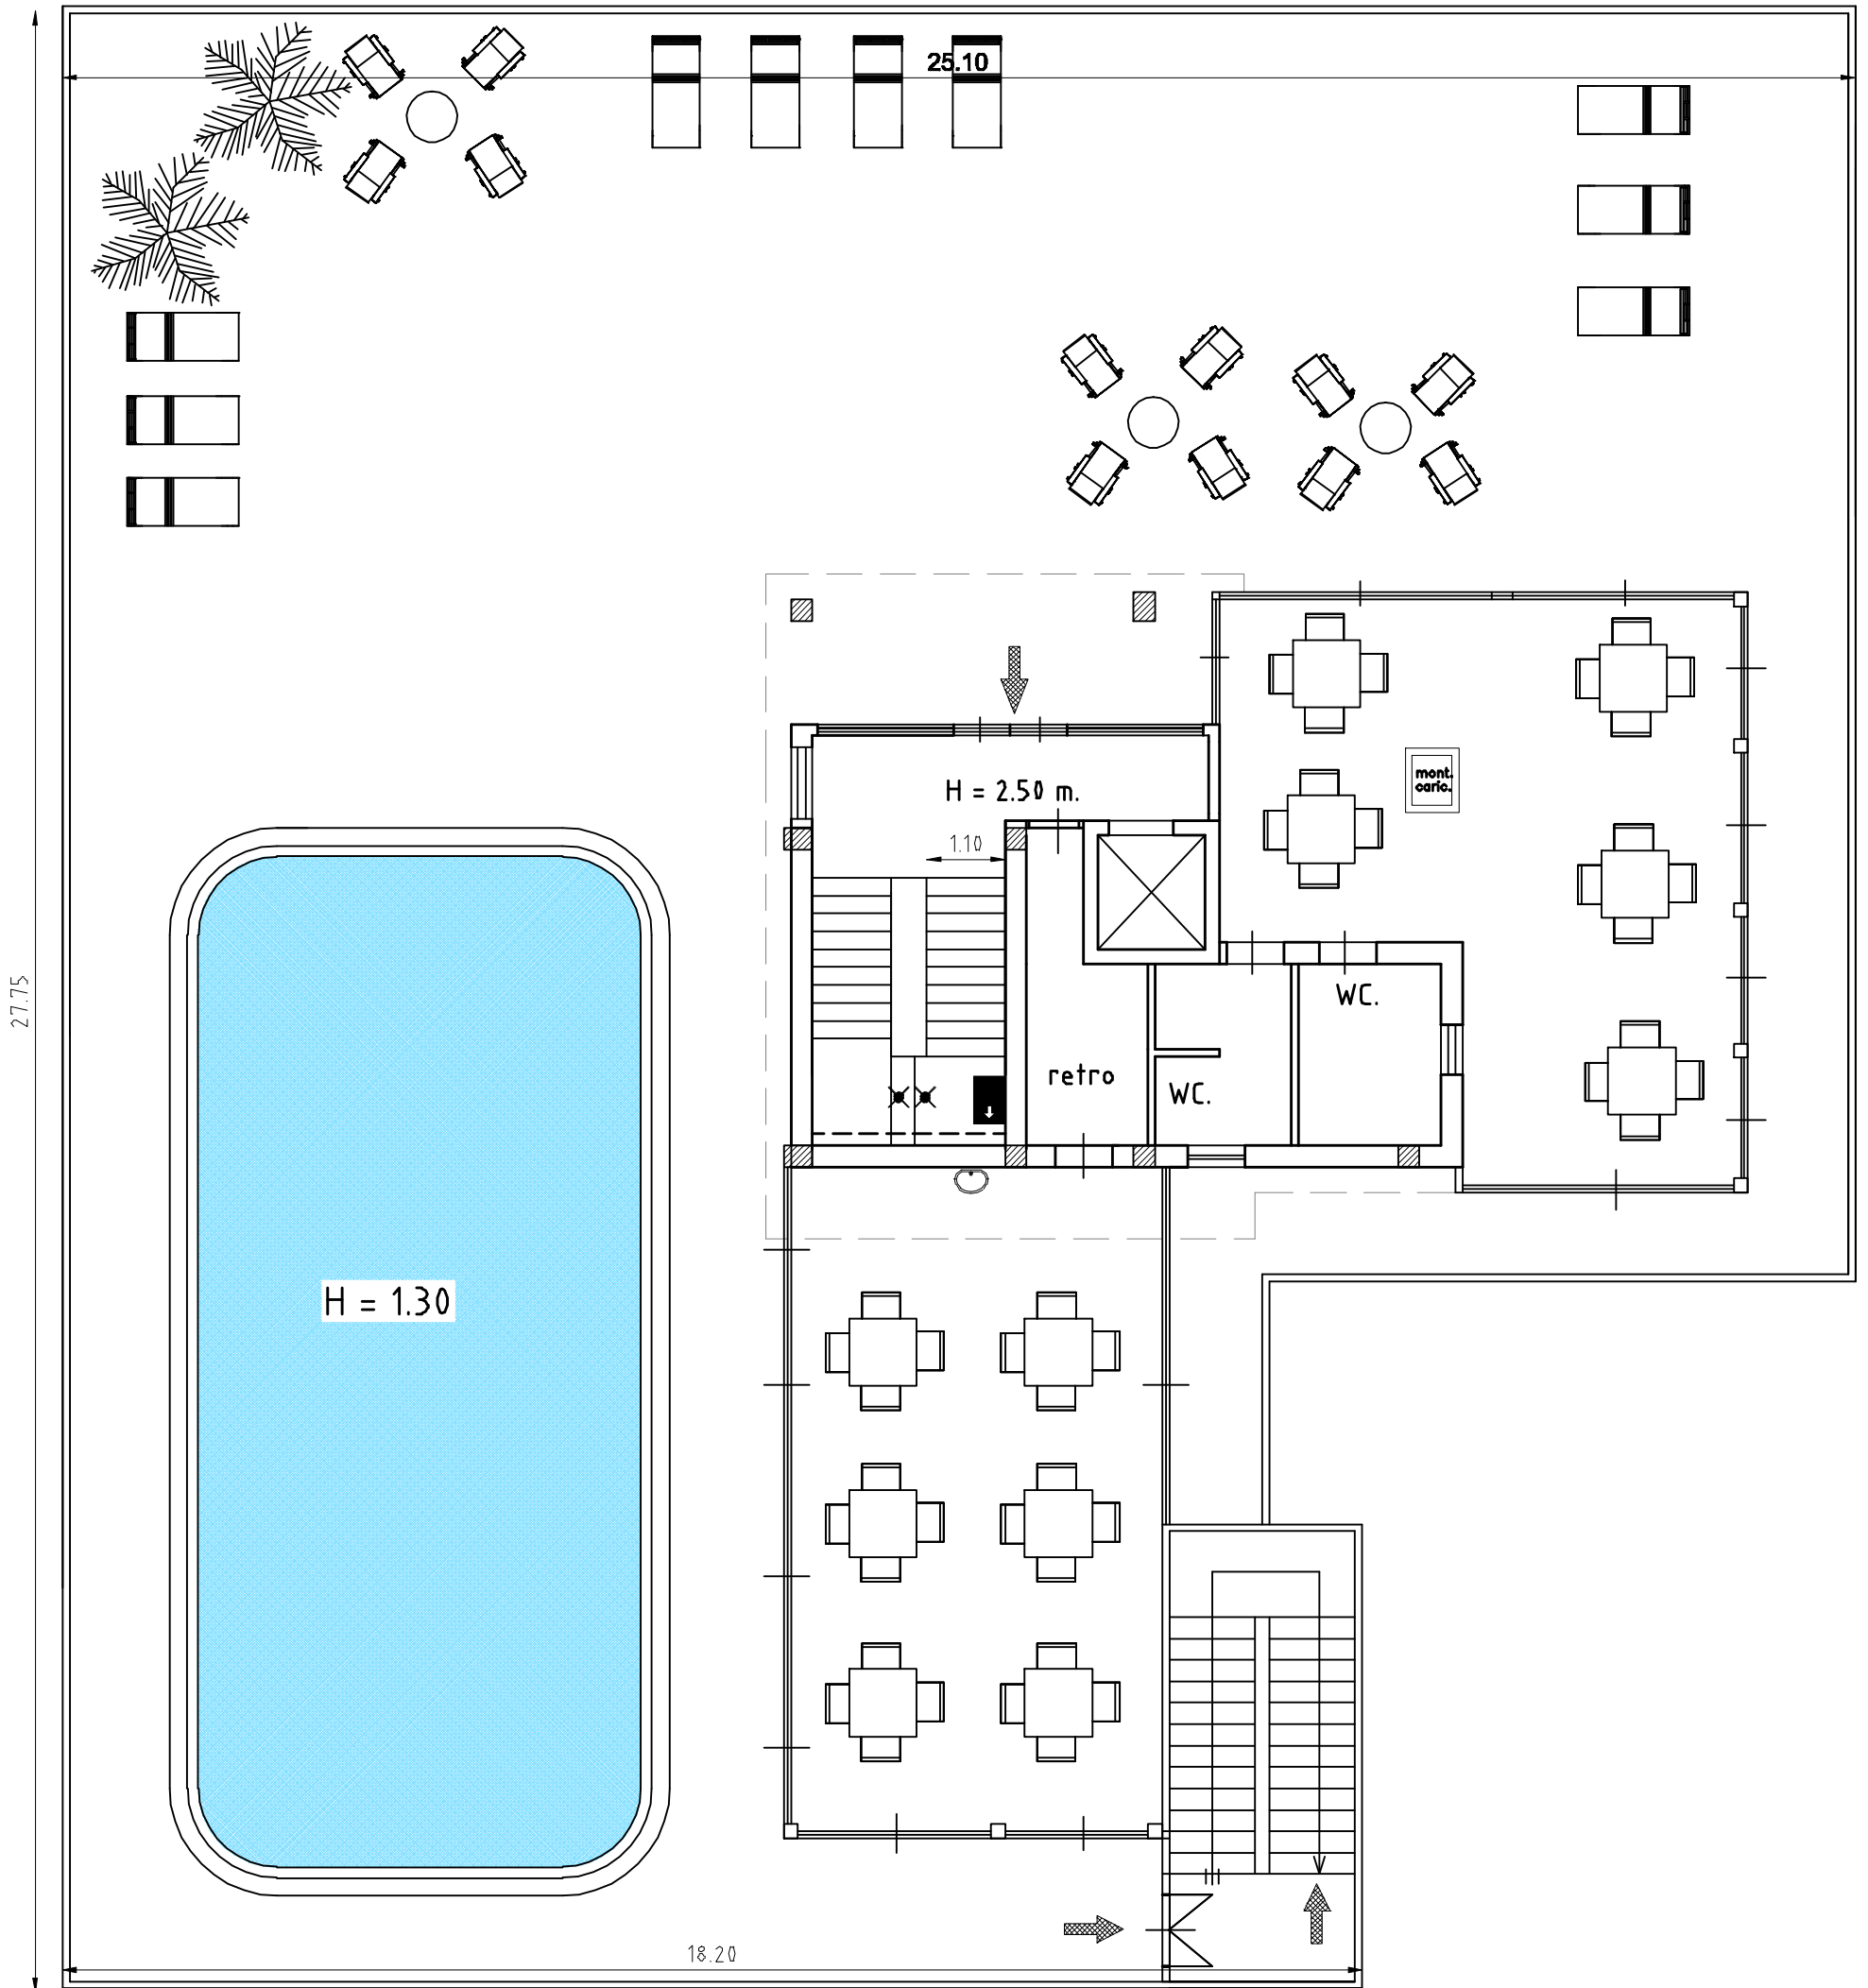 25.10
mont.
caric.
H = 2.50 m.
1.10
27.75
WC.
retro
WC.
H = 1.30
18.20